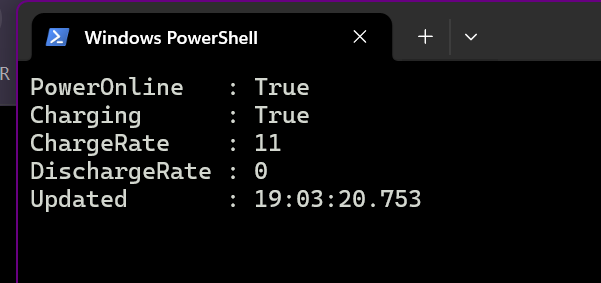 Windows PowerShell
R
PowerOnline : True
Charging : True
ChargeRate : 11
DischargeRate : 0
Updated : 19:03:20.753